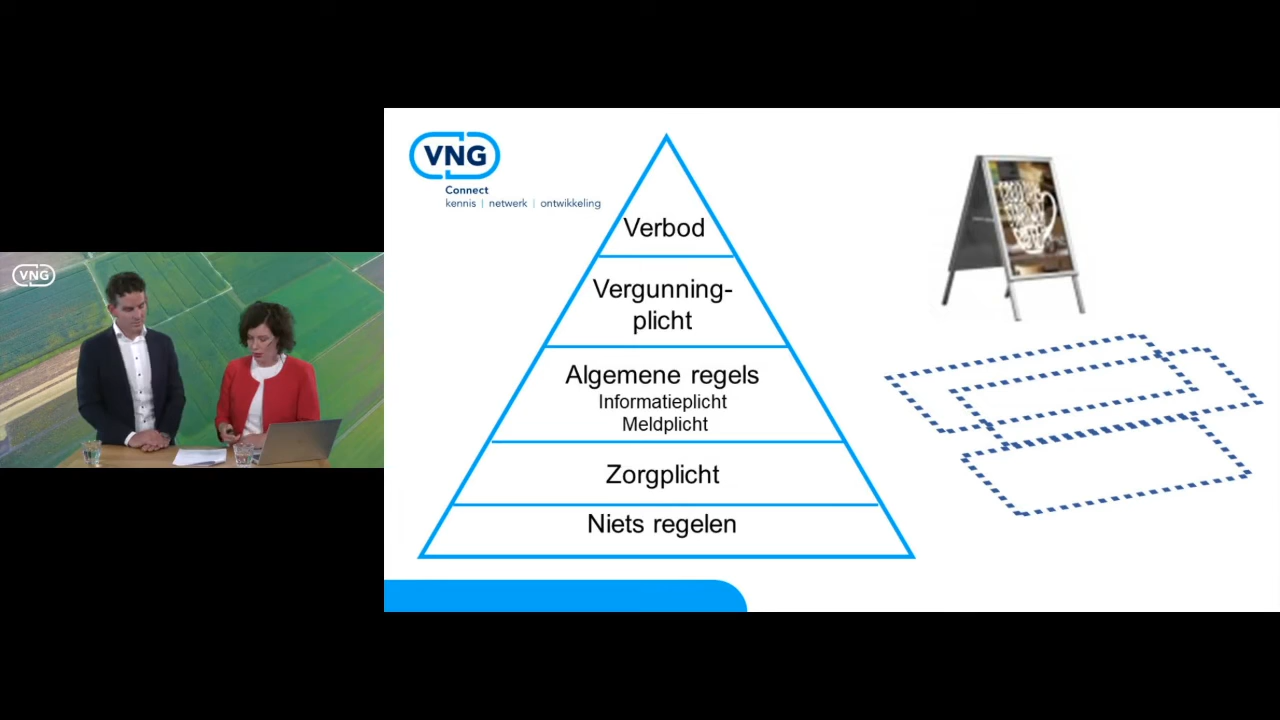 VNG
Connect
kennis | netwerk | ontwikkeling
Verbod
Vergunning-
plicht
Algemene regels
Informatieplicht
Meldplicht
Zorgplicht
Niets regelen
VNG